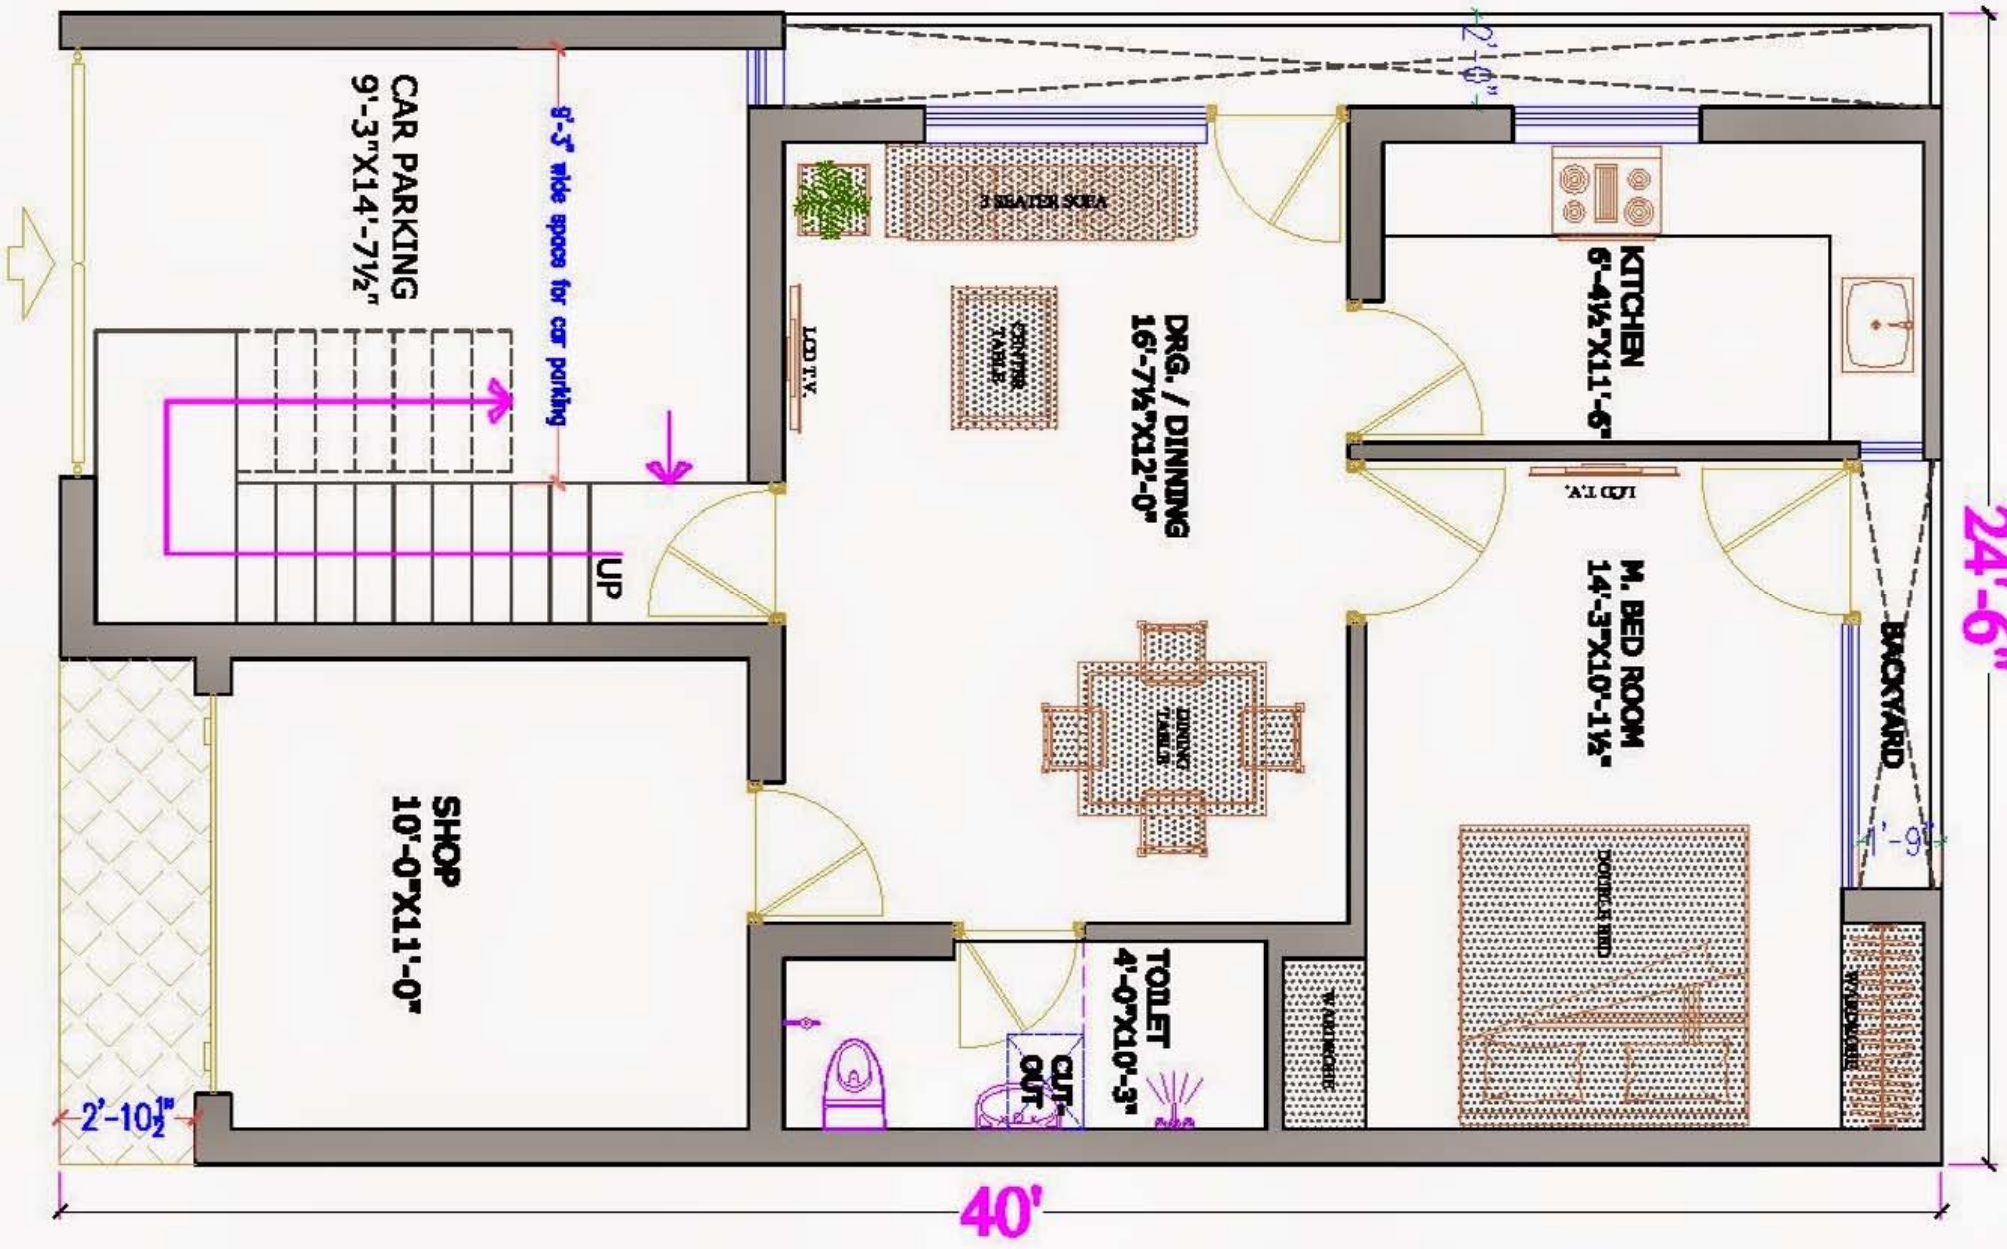 CAR PARKING
9'-3"X14'-7½"
9'-3" wide space for car parking
2'-0"
3 SEATER SOFA
CENTER
TABLE
LCD T.V.
DRG. / DINNING
16'-7½"X12'-0"
KITCHEN
6'-4½"X11'-6"
LCD T.V.
UP
M. BED ROOM
14'-3"X10'-1½"
BACKYARD
1'-9"
24'-6"
DINING
TABLE
DOUBLE BED
SHOP
10'-0"X11'-0"
TOILET
4'-0"X10'-3"
CUT-
OUT
WARDROBE
WARDROBE
2'-10½"
40'